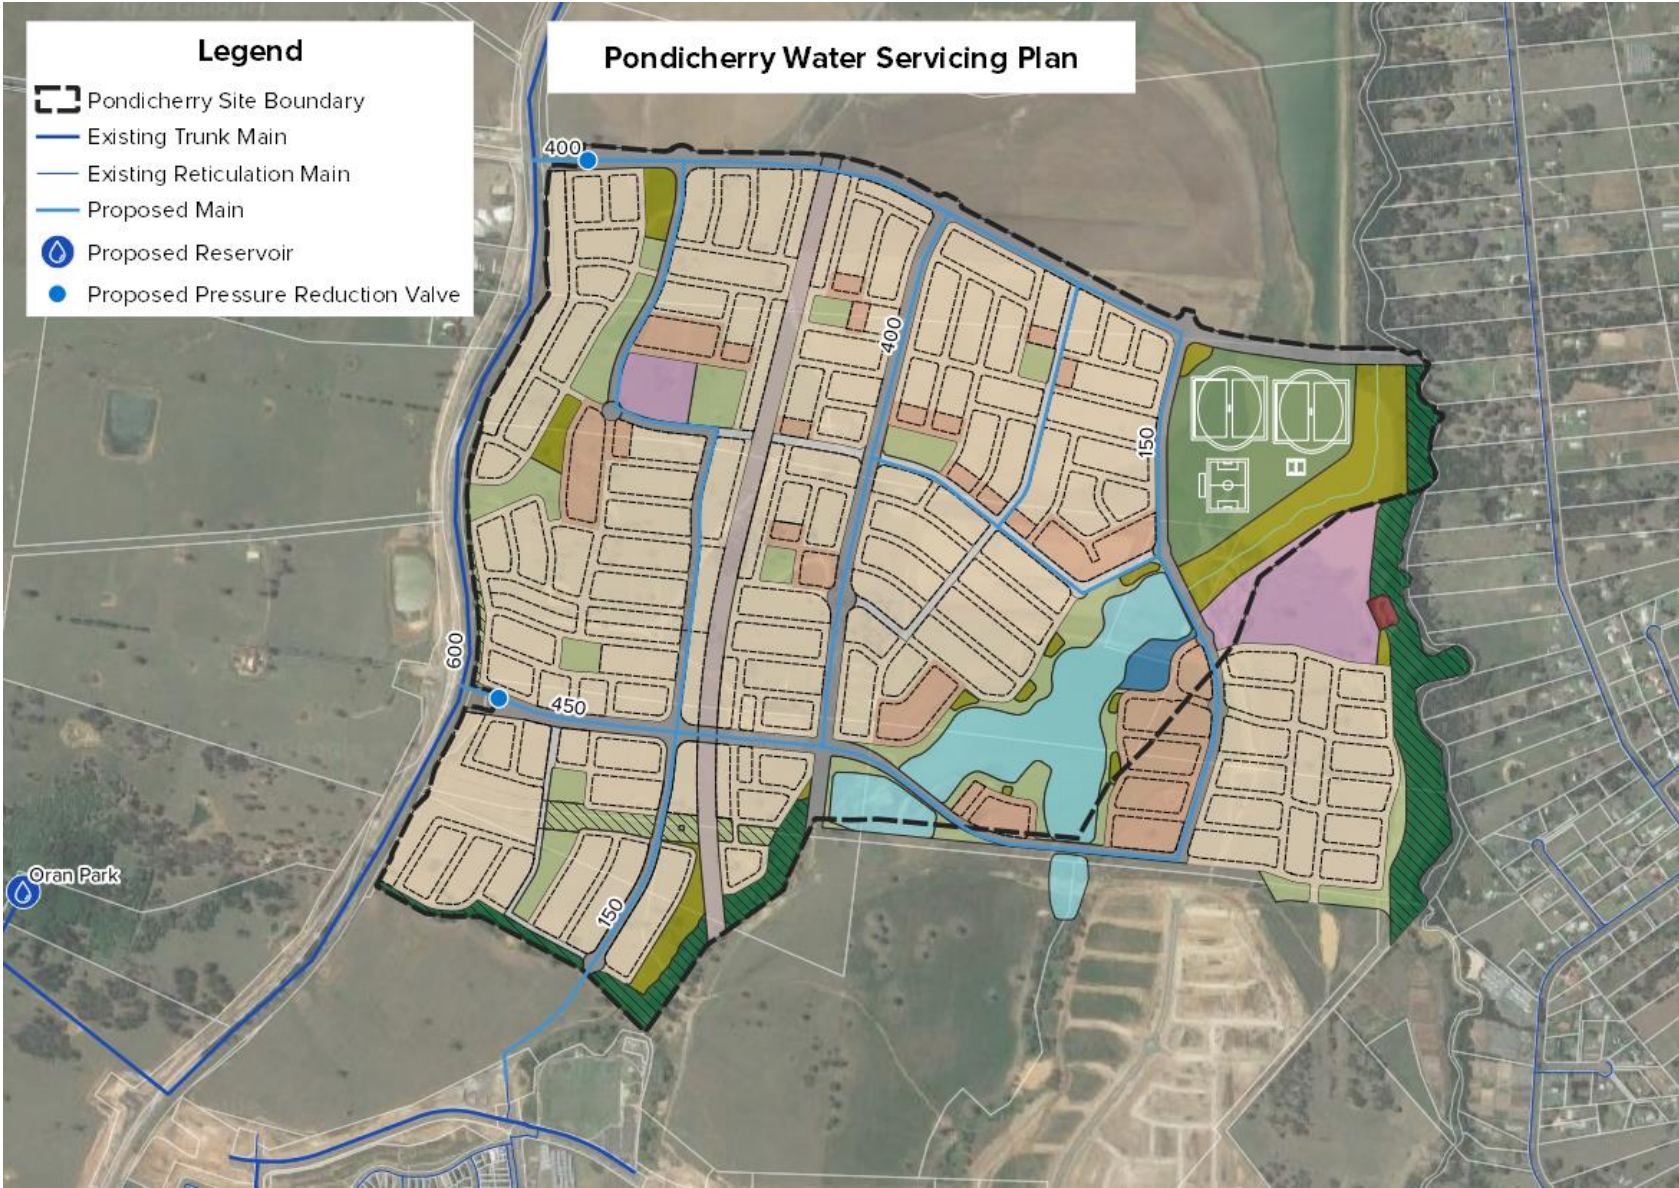 Legend
Pondicherry Site Boundary
Existing Trunk Main
Existing Reticulation Main
Proposed Main
Proposed Reservoir
Proposed Pressure Reduction Valve
Pondicherry Water Servicing Plan
400
400
150
600
450
Oran Park
150